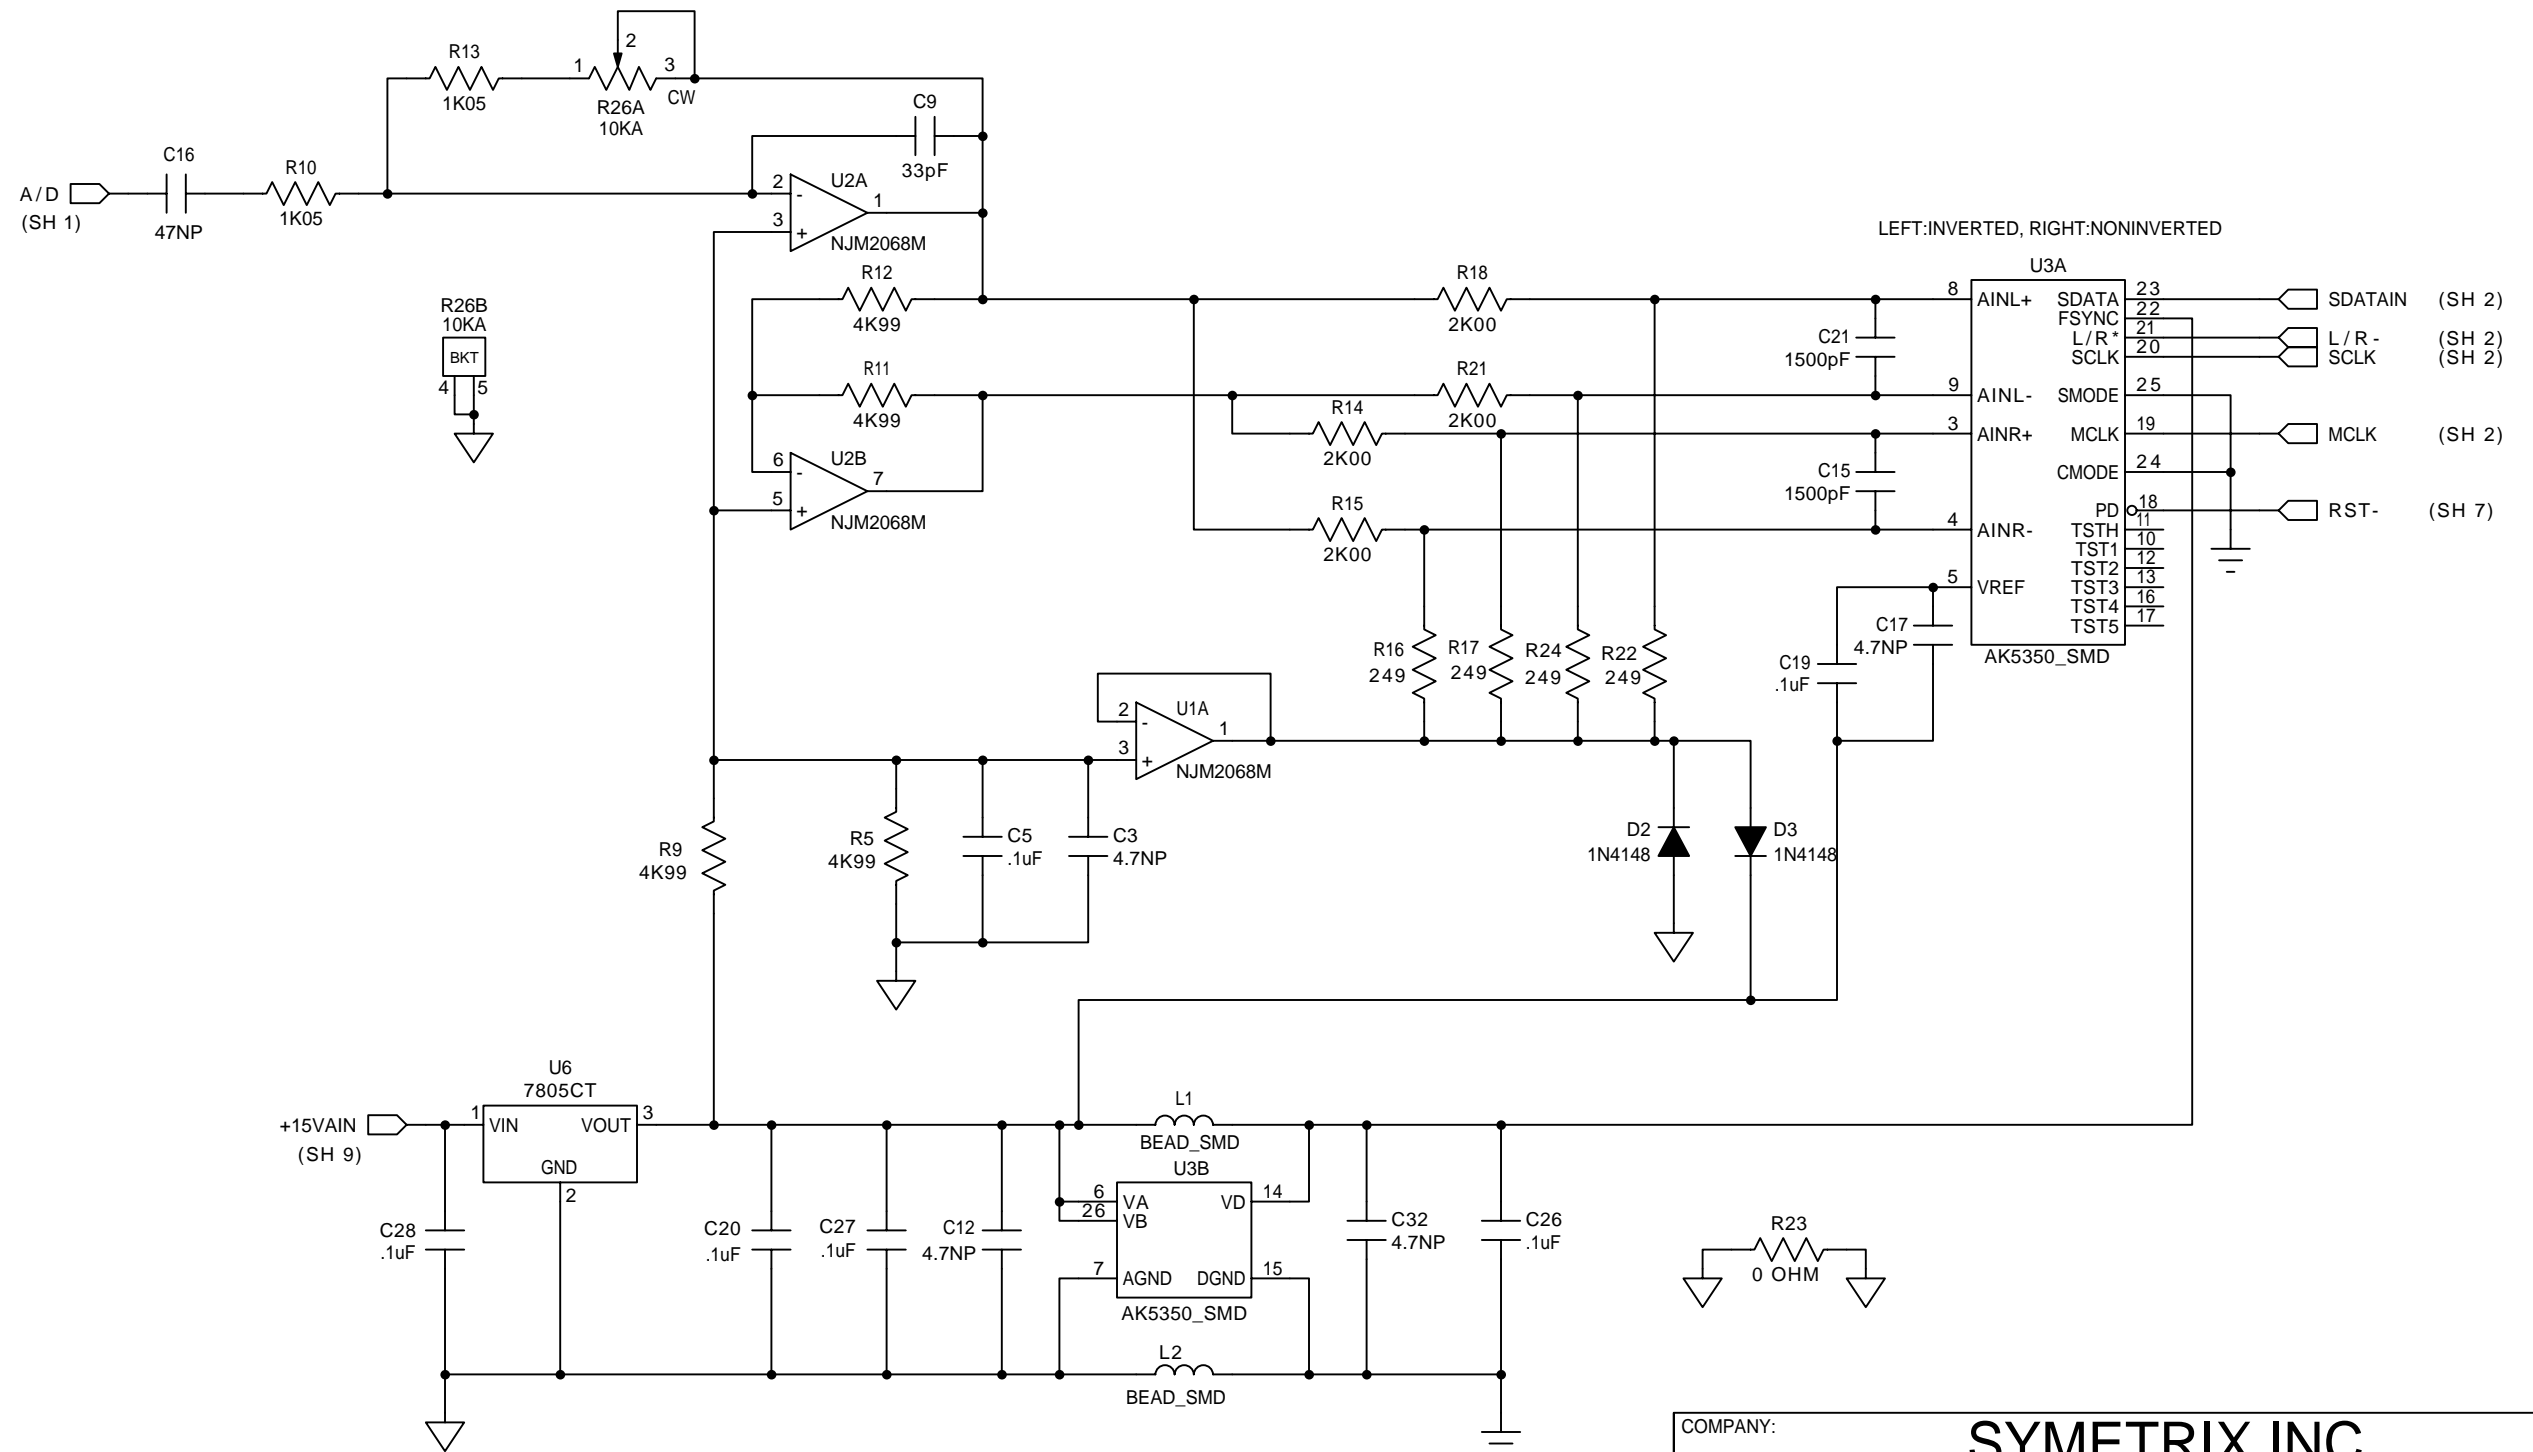 R13
1K05
1
2
3
CW
R26A
10KA
C9
33pF
A/D
(SH 1)
C16
47NP
R10
1K05
2
-
3
+
U2A
1
NJM2068M
R26B
10KA
BKT
4
5
R12
4K99
R11
4K99
6
-
5
+
U2B
7
NJM2068M
R18
2K00
R21
2K00
R14
2K00
R15
2K00
C21
1500pF
C15
1500pF
LEFT:INVERTED, RIGHT:NONINVERTED
U3A
8
AINL+
9
AINL-
3
AINR+
4
AINR-
5
VREF
SDATA
23
FSYNC
22
L/R*
21
SCLK
20
SMODE
25
MCLK
19
CMODE
24
PD
18
TSTH
11
TST1
10
TST2
12
TST3
13
TST4
16
TST5
17
AK5350_SMD
SDATAIN (SH 2)
L/R- (SH 2)
SCLK (SH 2)
MCLK (SH 2)
RST- (SH 7)
R16
249
R17
249
R24
249
R22
249
C19
.1uF
C17
4.7NP
2
-
3
+
U1A
1
NJM2068M
R9
4K99
R5
4K99
C5
.1uF
C3
4.7NP
D2
1N4148
D3
1N4148
U6
7805CT
+15VAIN
(SH 9)
1
VIN
VOUT
3
GND
2
L1
BEAD_SMD
U3B
6
VA
26
VB
VD
14
7
AGND
DGND
15
AK5350_SMD
C28
.1uF
C20
.1uF
C27
.1uF
C12
4.7NP
C32
4.7NP
C26
.1uF
L2
BEAD_SMD
R23
0 OHM
COMPANY:
SYMETRIX INC